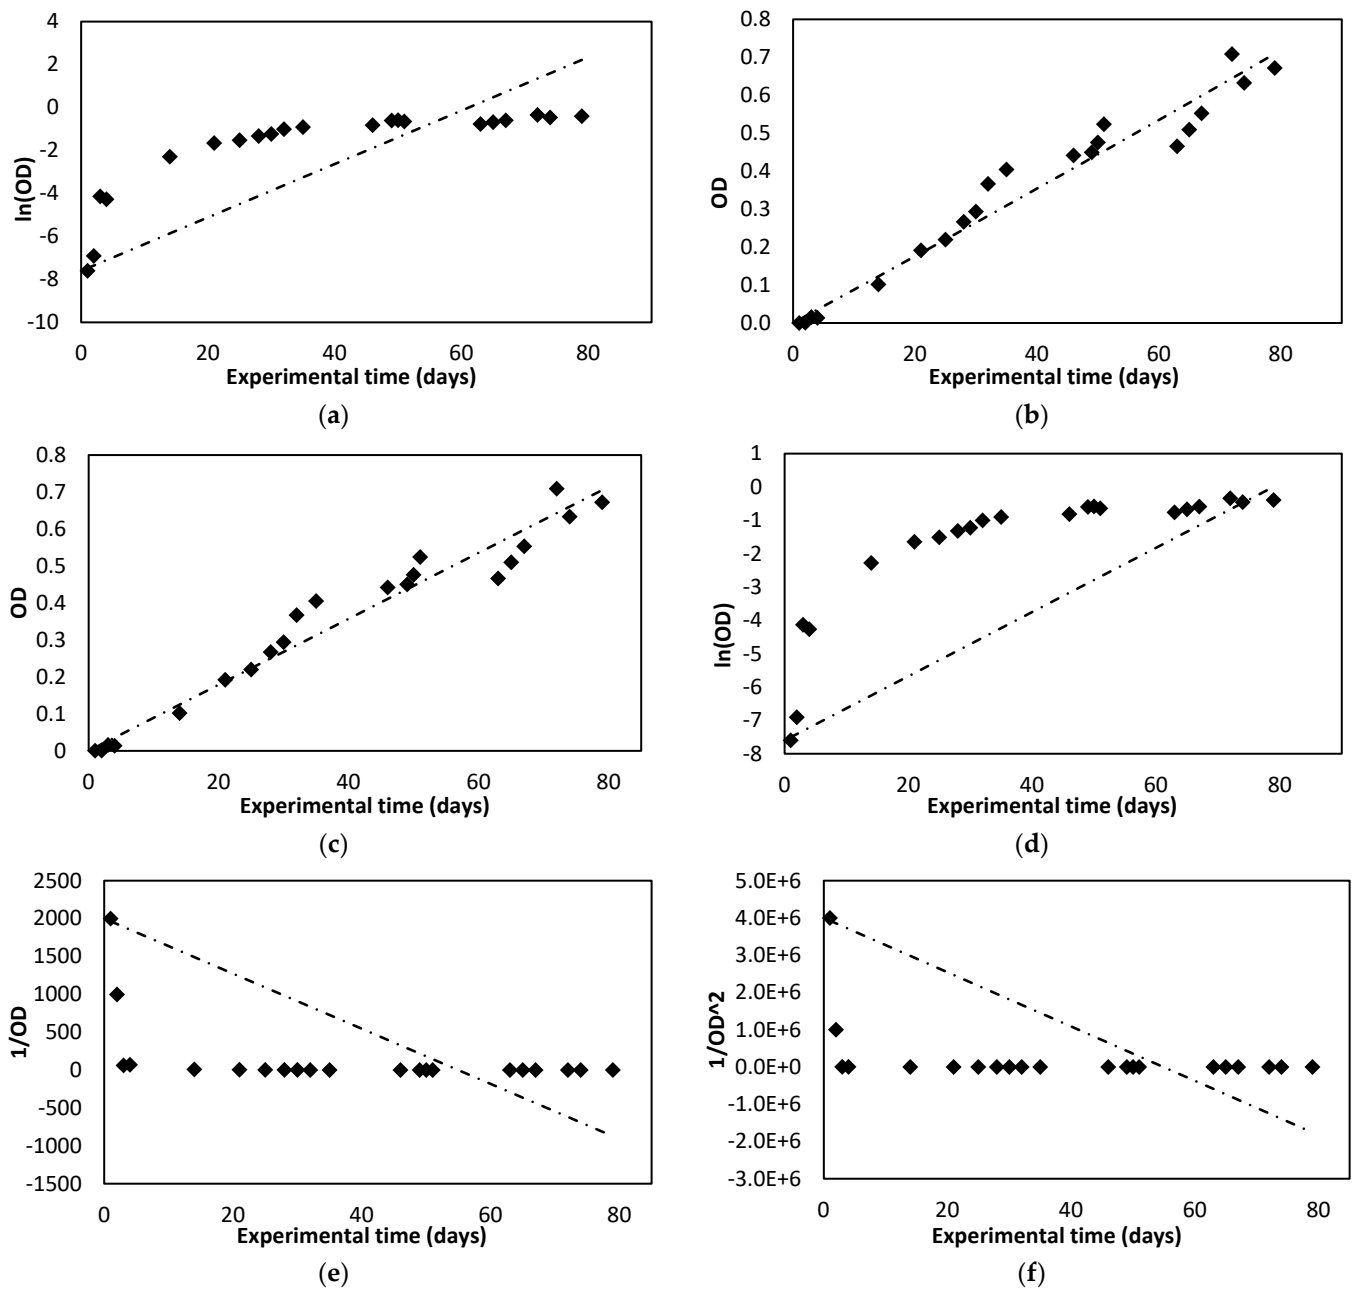 4
2
0
-2
-4
-6
-8
-10
ln(OD)
0 20 40 60 80
Experimental time (days)
(a)
0.8
0.7
0.6
0.5
0.4
0.3
0.2
0.1
0.0
OD
0 20 40 60 80
Experimental time (days)
(b)
0.8
0.7
0.6
0.5
0.4
0.3
0.2
0.1
0
OD
0 20 40 60 80
Experimental time (days)
(c)
1
0
-1
-2
-3
-4
-5
-6
-7
-8
ln(OD)
0 20 40 60 80
Experimental time (days)
(d)
2500
2000
1500
1000
500
0
-500
-1000
-1500
1/OD
0 20 40 60 80
Experimental time (days)
(e)
5.0E+6
4.0E+6
3.0E+6
2.0E+6
1.0E+6
0.0E+0
-1.0E+6
-2.0E+6
-3.0E+6
1/OD^2
0 20 40 60 80
Experimental time (days)
(f)